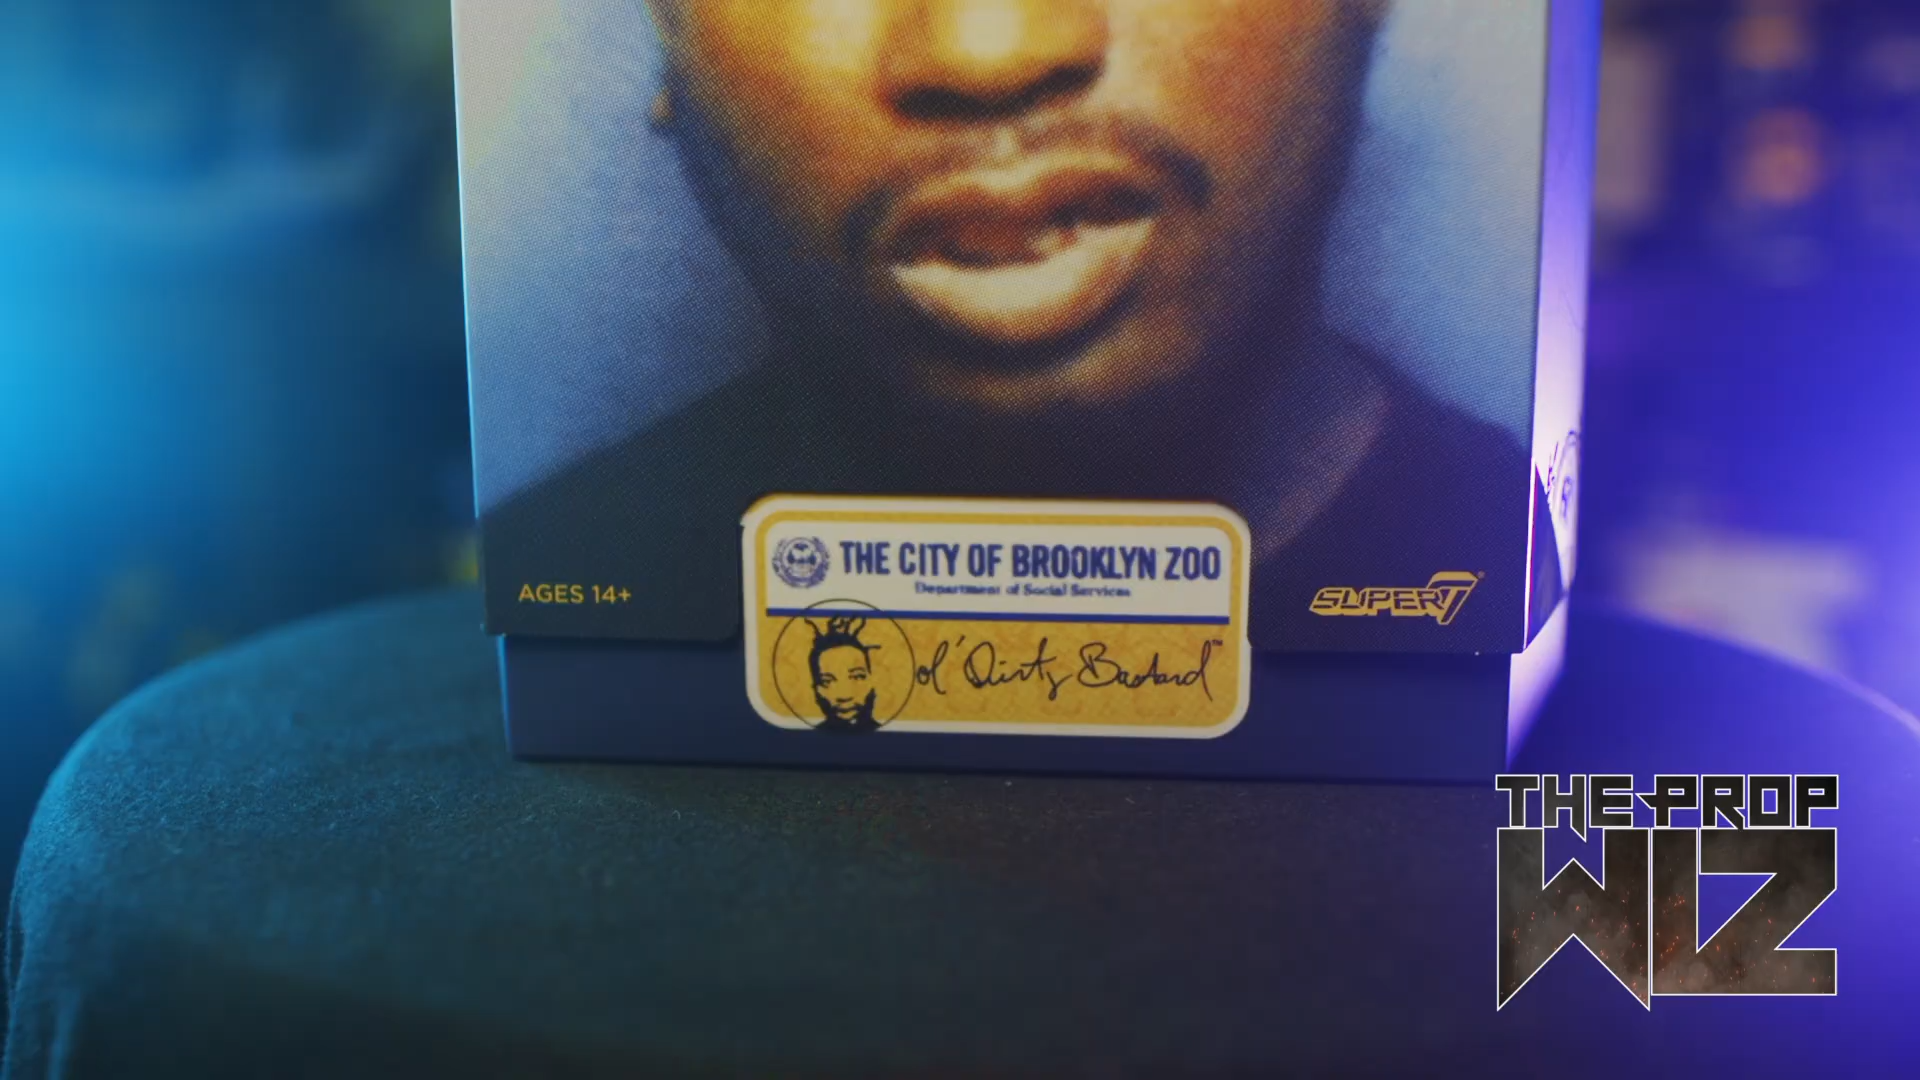 THE CITY OF BROOKLYN ZOO
Department of Social Services
AGES 14+
SUPER7
ol' Dirty Bastard™
THE PROP
WIZ